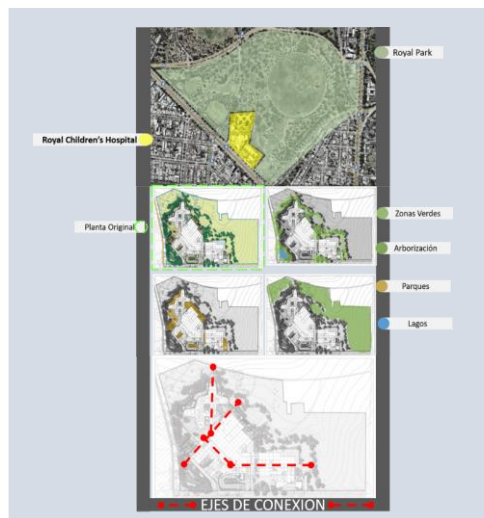 Royal Park
Royal Children's Hospital
Planta Original
Zonas Verdes
Arborización
Parques
Lagos
EJES DE CONEXION